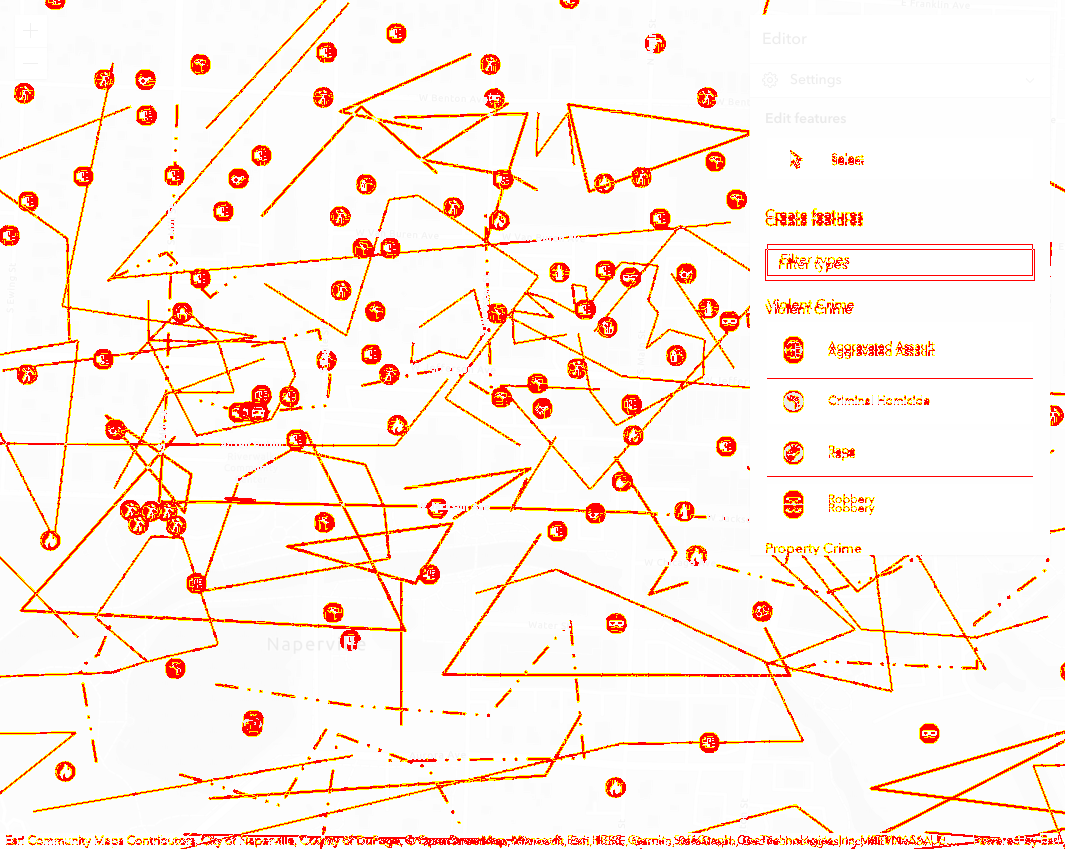 E Franklin Ave
Editor
Settings
W Benton Ave
Edit features
Select
Create features
Filter types
Violent Crime
Aggravated Assault
Criminal Homicide
Rape
Robbery
Property Crime
Naperville
Esri Community Maps Contributors, City of Naperville, County of DuPage, © OpenStreetMap, Microsoft, Esri, HERE, Garmin, SafeGraph, GeoTechnologies, Inc, METI/NASA, U
Powered by Esri